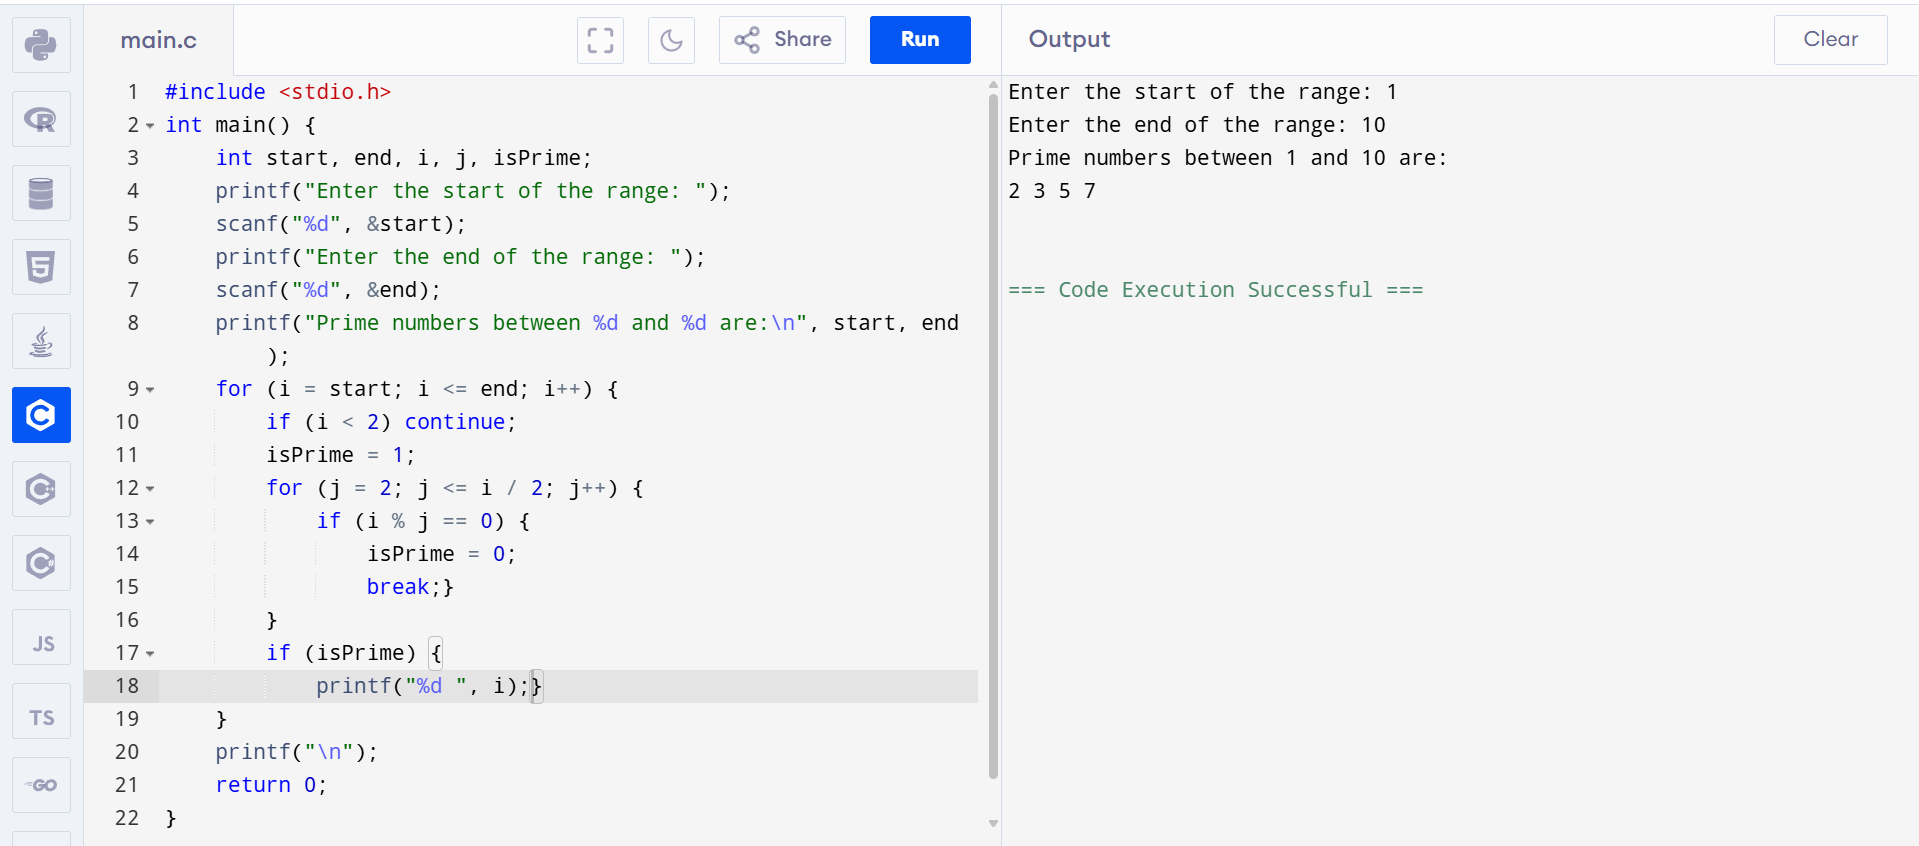 main.c
Share
Run
Output
Clear
1 #include <stdio.h>
2 int main() {
3     int start, end, i, j, isPrime;
4     printf("Enter the start of the range: ");
5     scanf("%d", &start);
6     printf("Enter the end of the range: ");
7     scanf("%d", &end);
8     printf("Prime numbers between %d and %d are:\n", start, end
        );
9     for (i = start; i <= end; i++) {
10         if (i < 2) continue;
11         isPrime = 1;
12         for (j = 2; j <= i / 2; j++) {
13             if (i % j == 0) {
14                 isPrime = 0;
15                 break;}
16         }
17         if (isPrime) {
18             printf("%d ", i);}
19     }
20     printf("\n");
21     return 0;
22 }
Enter the start of the range: 1
Enter the end of the range: 10
Prime numbers between 1 and 10 are:
2 3 5 7
=== Code Execution Successful ===
R
5
C
C++
C#
JS
TS
GO